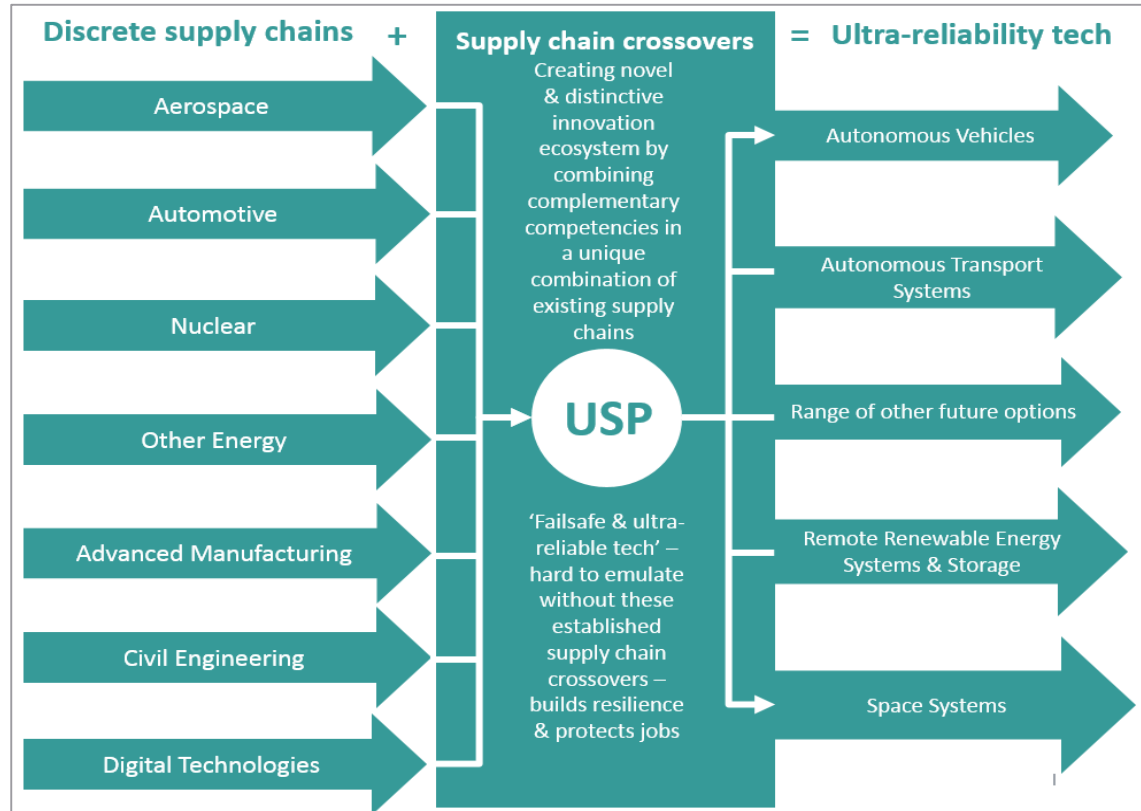 Discrete supply chains + Supply chain crossovers = Ultra-reliability tech
Aerospace
Automotive
Nuclear
Other Energy
Advanced Manufacturing
Civil Engineering
Digital Technologies
Creating novel
& distinctive
innovation
ecosystem by
combining
complementary
competencies in
a unique
combination of
existing supply
chains
USP
‘Failsafe & ultra-
reliable tech’ –
hard to emulate
without these
established
supply chain
crossovers –
builds resilience
& protects jobs
Autonomous Vehicles
Autonomous Transport
Systems
Range of other future options
Remote Renewable Energy
Systems & Storage
Space Systems